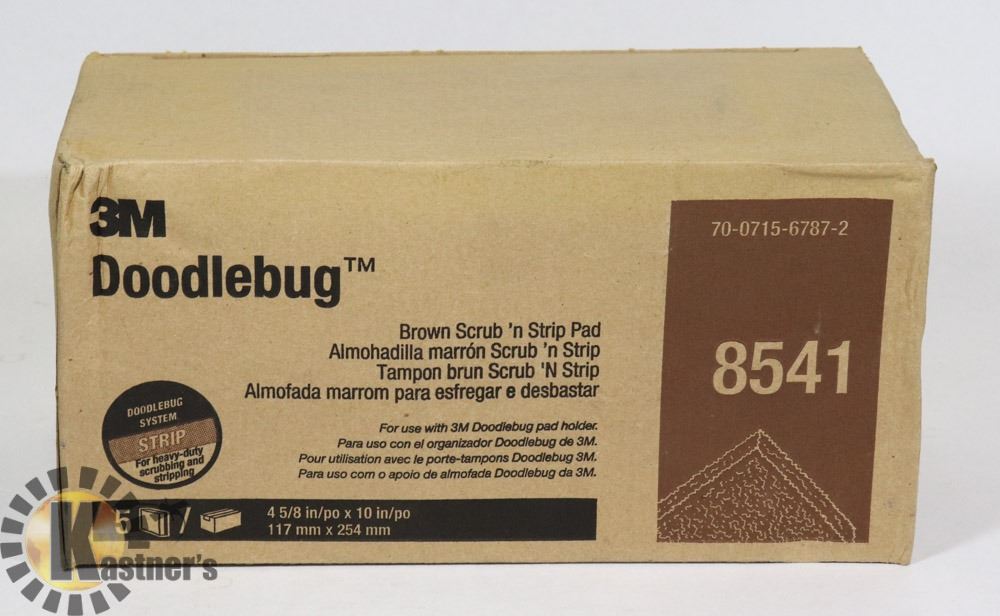 3M
Doodlebug™
Brown Scrub 'n Strip Pad
Almohadilla marrón Scrub 'n Strip
Tampon brun Scrub 'N Strip
Almofada marrom para esfregar e desbastar
For use with 3M Doodlebug pad holder.
Para uso con el organizador Doodlebug de 3M.
Pour utilisation avec le porte-tampons Doodlebug 3M.
Para uso com o apoio de almofada Doodlebug da 3M.
DOODLEBUG
SYSTEM
STRIP
For heavy-duty
scrubbing and
stripping
5 /
4 5/8 in/po x 10 in/po
117 mm x 254 mm
70-0715-6787-2
8541
Kastner's